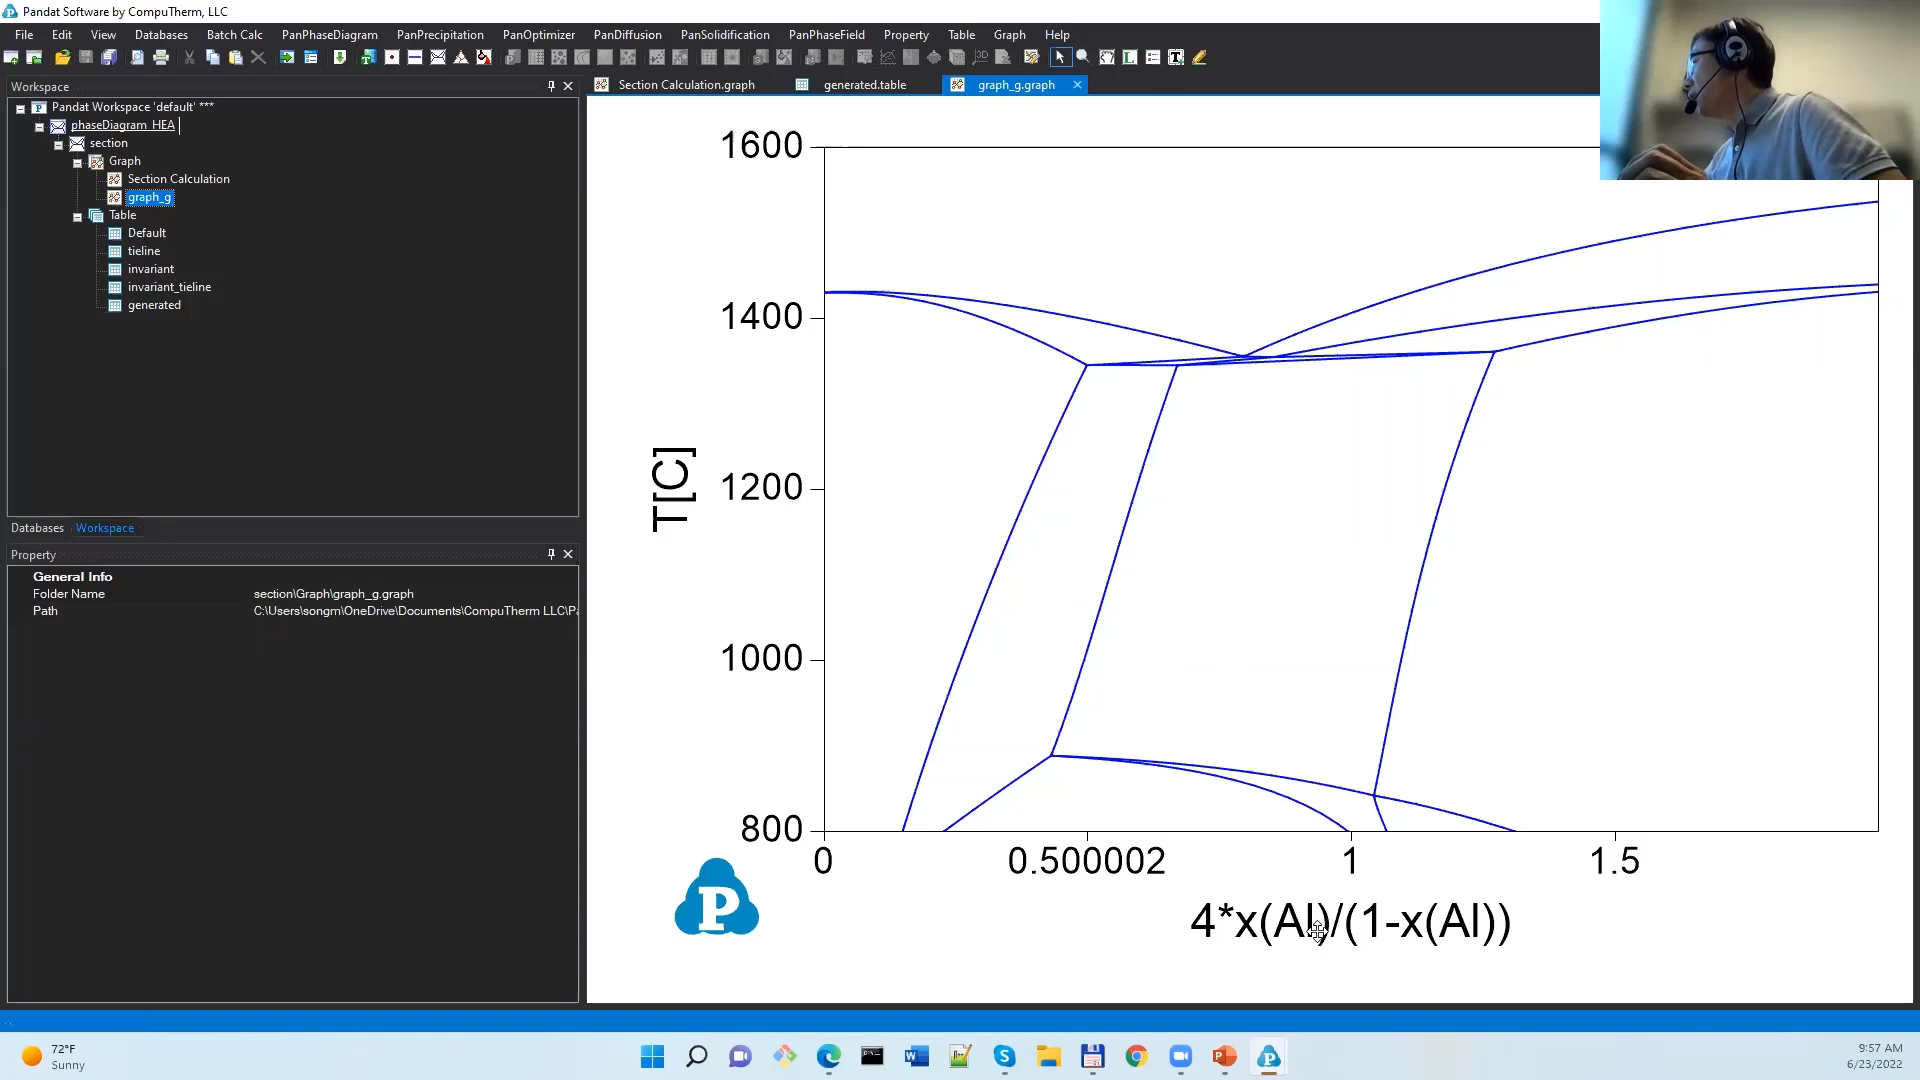 Pandat Software by CompuTherm, LLC
File Edit View Databases Batch Calc PanPhaseDiagram PanPrecipitation PanOptimizer PanDiffusion PanSolidification PanPhaseField Property Table Graph Help
Workspace
Section Calculation.graph generated.table graph_g.graph
Pandat Workspace 'default' ***
phaseDiagram_HEA
section
Graph
Section Calculation
graph_g
Table
Default
tieline
invariant
invariant_tieline
generated
Databases Workspace
Property
General Info
Folder Name section\Graph\graph_g.graph
Path C:\Users\songm\OneDrive\Documents\CompuTherm LLC\P
1600
1400
1200
1000
800
T[C]
0 0.500002 1 1.5
4*x(Al)/(1-x(Al))
P
72°F
Sunny
9:57 AM
6/23/2022